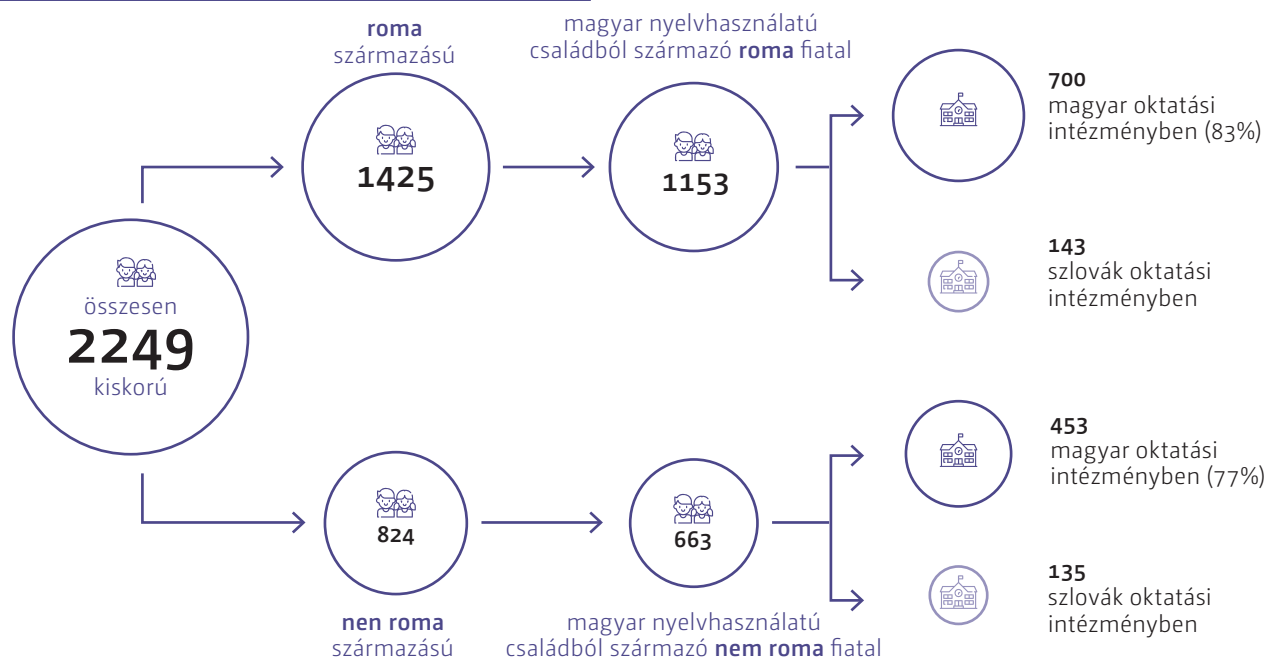 roma
származású
1425
magyar nyelvhasználatú
családból származó roma fiatal
1153
700
magyar oktatási
intézményben (83%)
143
szlovák oktatási
intézményben
összesen
2249
kiskorú
824
nen roma
származású
663
magyar nyelvhasználatú
családból származó nem roma fiatal
453
magyar oktatási
intézményben (77%)
135
szlovák oktatási
intézményben